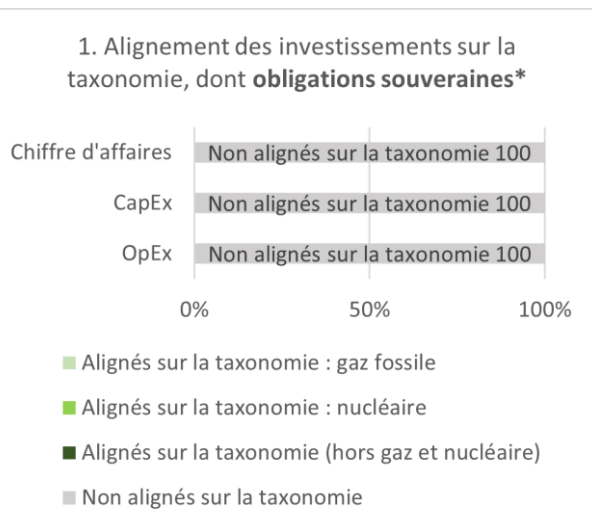 1. Alignement des investissements sur la
taxonomie, dont obligations souveraines*
Chiffre d'affaires
Non alignés sur la taxonomie 100
CapEx
Non alignés sur la taxonomie 100
OpEx
Non alignés sur la taxonomie 100
0%
50%
100%
Alignés sur la taxonomie : gaz fossile
Alignés sur la taxonomie : nucléaire
Alignés sur la taxonomie (hors gaz et nucléaire)
Non alignés sur la taxonomie